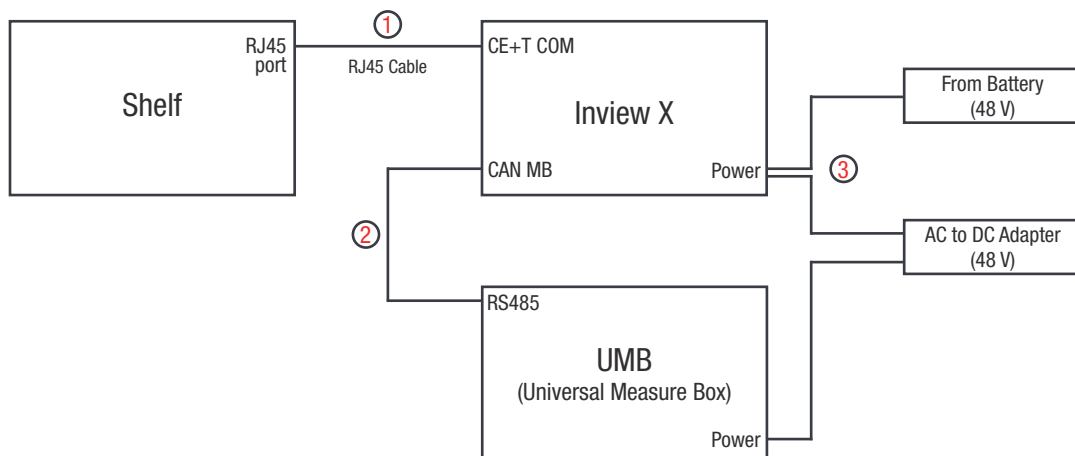 ①
RJ45
port
CE+T COM
RJ45 Cable
Shelf
Inview X
From Battery
(48 V)
CAN MB
Power
③
②
AC to DC Adapter
(48 V)
RS485
UMB
(Universal Measure Box)
Power